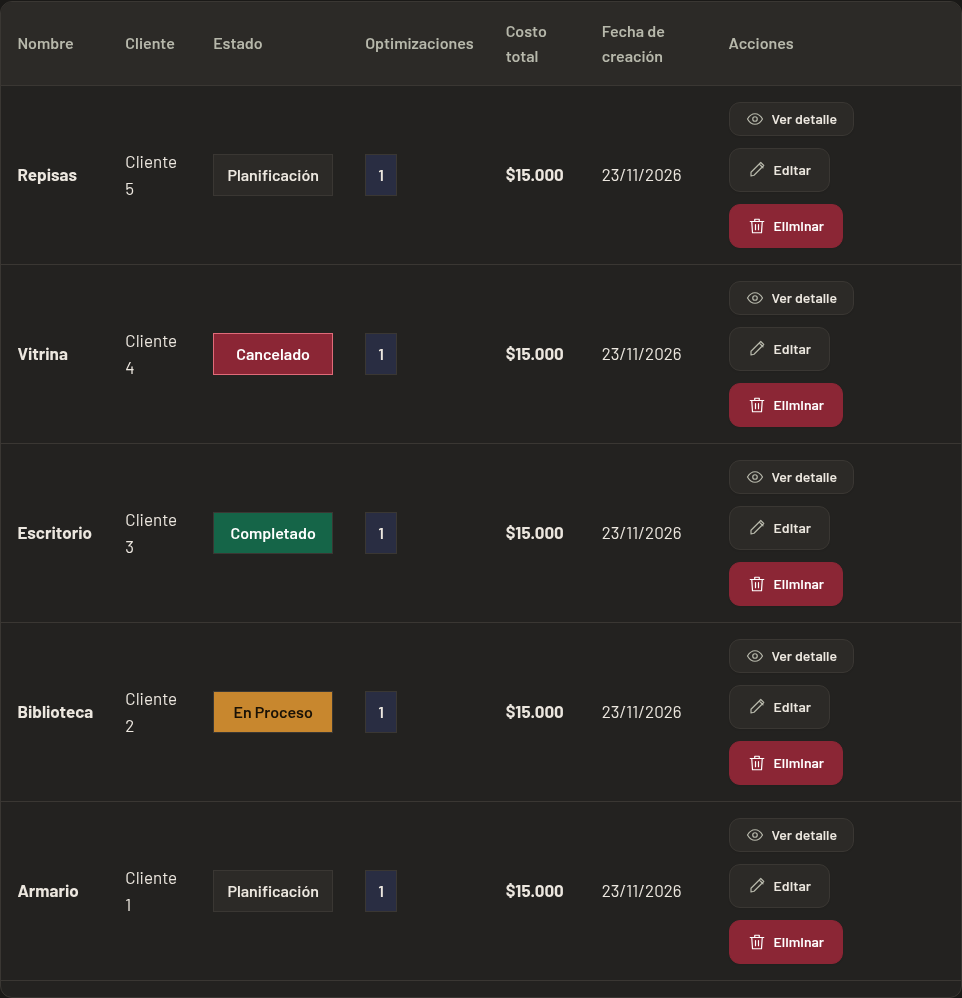 Nombre Cliente Estado Optimizaciones Costo total Fecha de creación Acciones
Repisas Cliente 5 Planificación 1 $15.000 23/11/2026 Ver detalle
Editar
Eliminar
Vitrina Cliente 4 Cancelado 1 $15.000 23/11/2026 Ver detalle
Editar
Eliminar
Escritorio Cliente 3 Completado 1 $15.000 23/11/2026 Ver detalle
Editar
Eliminar
Biblioteca Cliente 2 En Proceso 1 $15.000 23/11/2026 Ver detalle
Editar
Eliminar
Armario Cliente 1 Planificación 1 $15.000 23/11/2026 Ver detalle
Editar
Eliminar